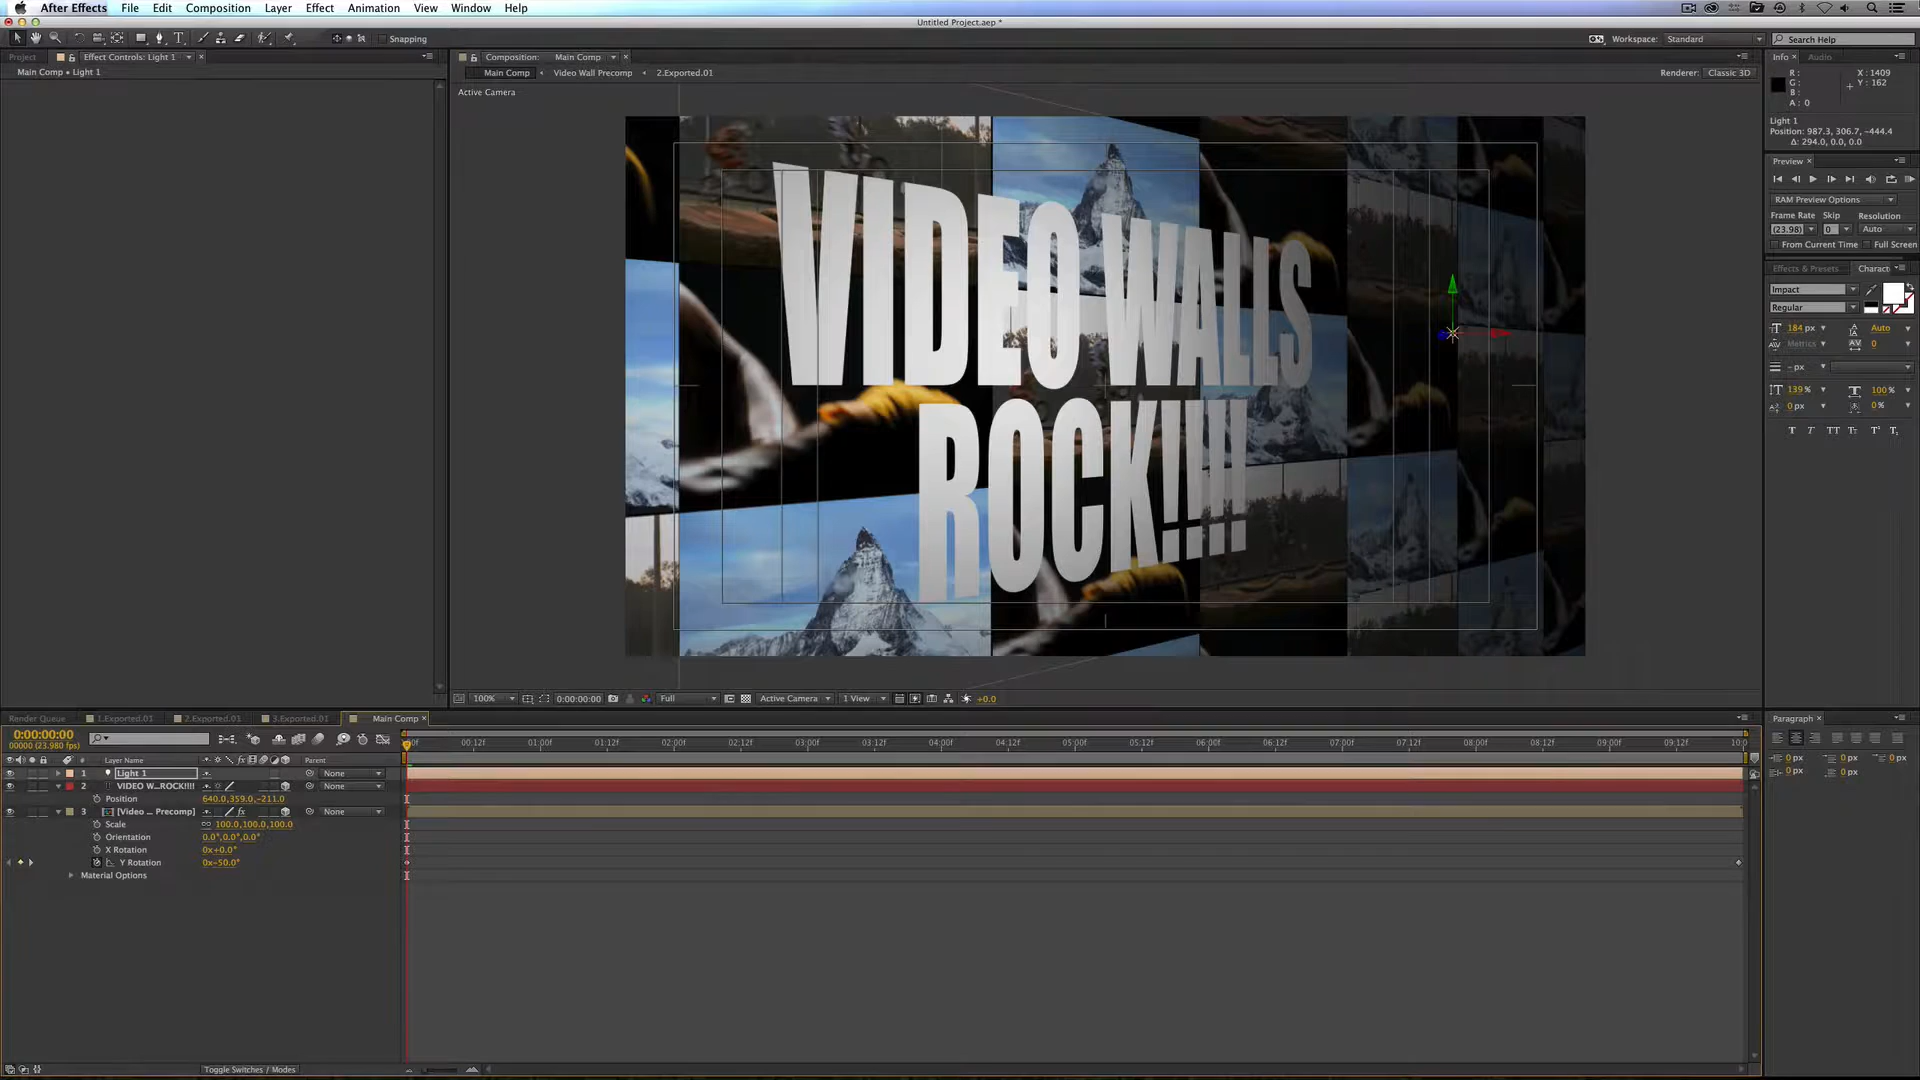 After Effects File Edit Composition Layer Effect Animation View Window Help
Untitled Project.aep *
Snapping
Workspace: Standard
Search Help
Project
Effect Controls: Light 1
Composition: Main Comp
Info
Audio
Main Comp • Light 1
Main Comp
Video Wall Precomp
2.Exported.01
Renderer: Classic 3D
R :
G :
B :
A : 0
X : 1409
Y : 162
Active Camera
Light 1
Position: 987.3, 306.7, -444.4
Δ: 294.0, 0.0, 0.0
Preview
RAM Preview Options
Frame Rate Skip Resolution
(23.98) 0 Auto
From Current Time Full Screen
Effects & Presets
Charact
Impact
Regular
184 px Auto
Metrics 0
- px
139 % 100 %
0 px 0 %
VIDEO WALLS
ROCK!!!!
100% 0:00:00:00 Full Active Camera 1 View +0.0
Render Queue 1.Exported.01 2.Exported.01 3.Exported.01 Main Comp
Paragraph
0:00:00:00
00000 (23.980 fps)
00f 00:12f 01:00f 01:12f 02:00f 02:12f 03:00f 03:12f 04:00f 04:12f 05:00f 05:12f 06:00f 06:12f 07:00f 07:12f 08:00f 08:12f 09:00f 09:12f 10:0
0 px 0 px 0 px
0 px 0 px
# Layer Name Parent
1 Light 1 None
2 VIDEO W...ROCK!!!! None
Position 640.0,359.0,-211.0
3 [Video ... Precomp] None
Scale 100.0,100.0,100.0
Orientation 0.0°,0.0°,0.0°
X Rotation 0x+0.0°
Y Rotation 0x-50.0°
Material Options
Toggle Switches / Modes